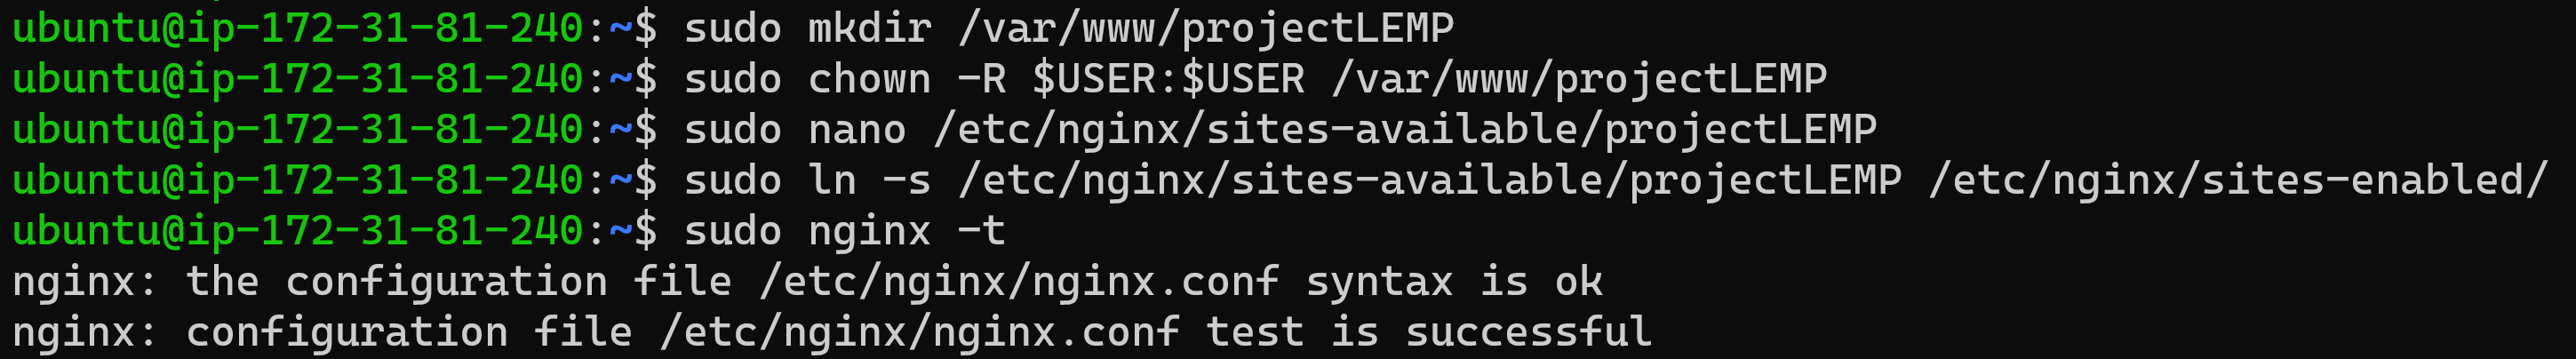 ubuntu@ip-172-31-81-240:~$ sudo mkdir /var/www/projectLEMP
ubuntu@ip-172-31-81-240:~$ sudo chown -R $USER:$USER /var/www/projectLEMP
ubuntu@ip-172-31-81-240:~$ sudo nano /etc/nginx/sites-available/projectLEMP
ubuntu@ip-172-31-81-240:~$ sudo ln -s /etc/nginx/sites-available/projectLEMP /etc/nginx/sites-enabled/
ubuntu@ip-172-31-81-240:~$ sudo nginx -t
nginx: the configuration file /etc/nginx/nginx.conf syntax is ok
nginx: configuration file /etc/nginx/nginx.conf test is successful